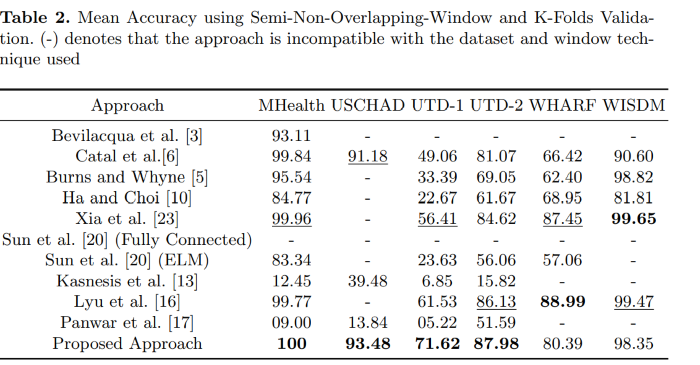 Table 2. Mean Accuracy using Semi-Non-Overlapping-Window and K-Folds Valida-
tion. (-) denotes that the approach is incompatible with the dataset and window tech-
nique used
Approach MHealth USCHAD UTD-1 UTD-2 WHARF WISDM
Bevilacqua et al. [3] 93.11 - - - - -
Catal et al.[6] 99.84 91.18 49.06 81.07 66.42 90.60
Burns and Whyne [5] 95.54 - 33.39 69.05 62.40 98.82
Ha and Choi [10] 84.77 - 22.67 61.67 68.95 81.81
Xia et al. [23] 99.96 - 56.41 84.62 87.45 99.65
Sun et al. [20] (Fully Connected) - - - - - -
Sun et al. [20] (ELM) 83.34 - 23.63 56.06 57.06 -
Kasnesis et al. [13] 12.45 39.48 6.85 15.82 - -
Lyu et al. [16] 99.77 - 61.53 86.13 88.99 99.47
Panwar et al. [17] 09.00 13.84 05.22 51.59 - -
Proposed Approach 100 93.48 71.62 87.98 80.39 98.35